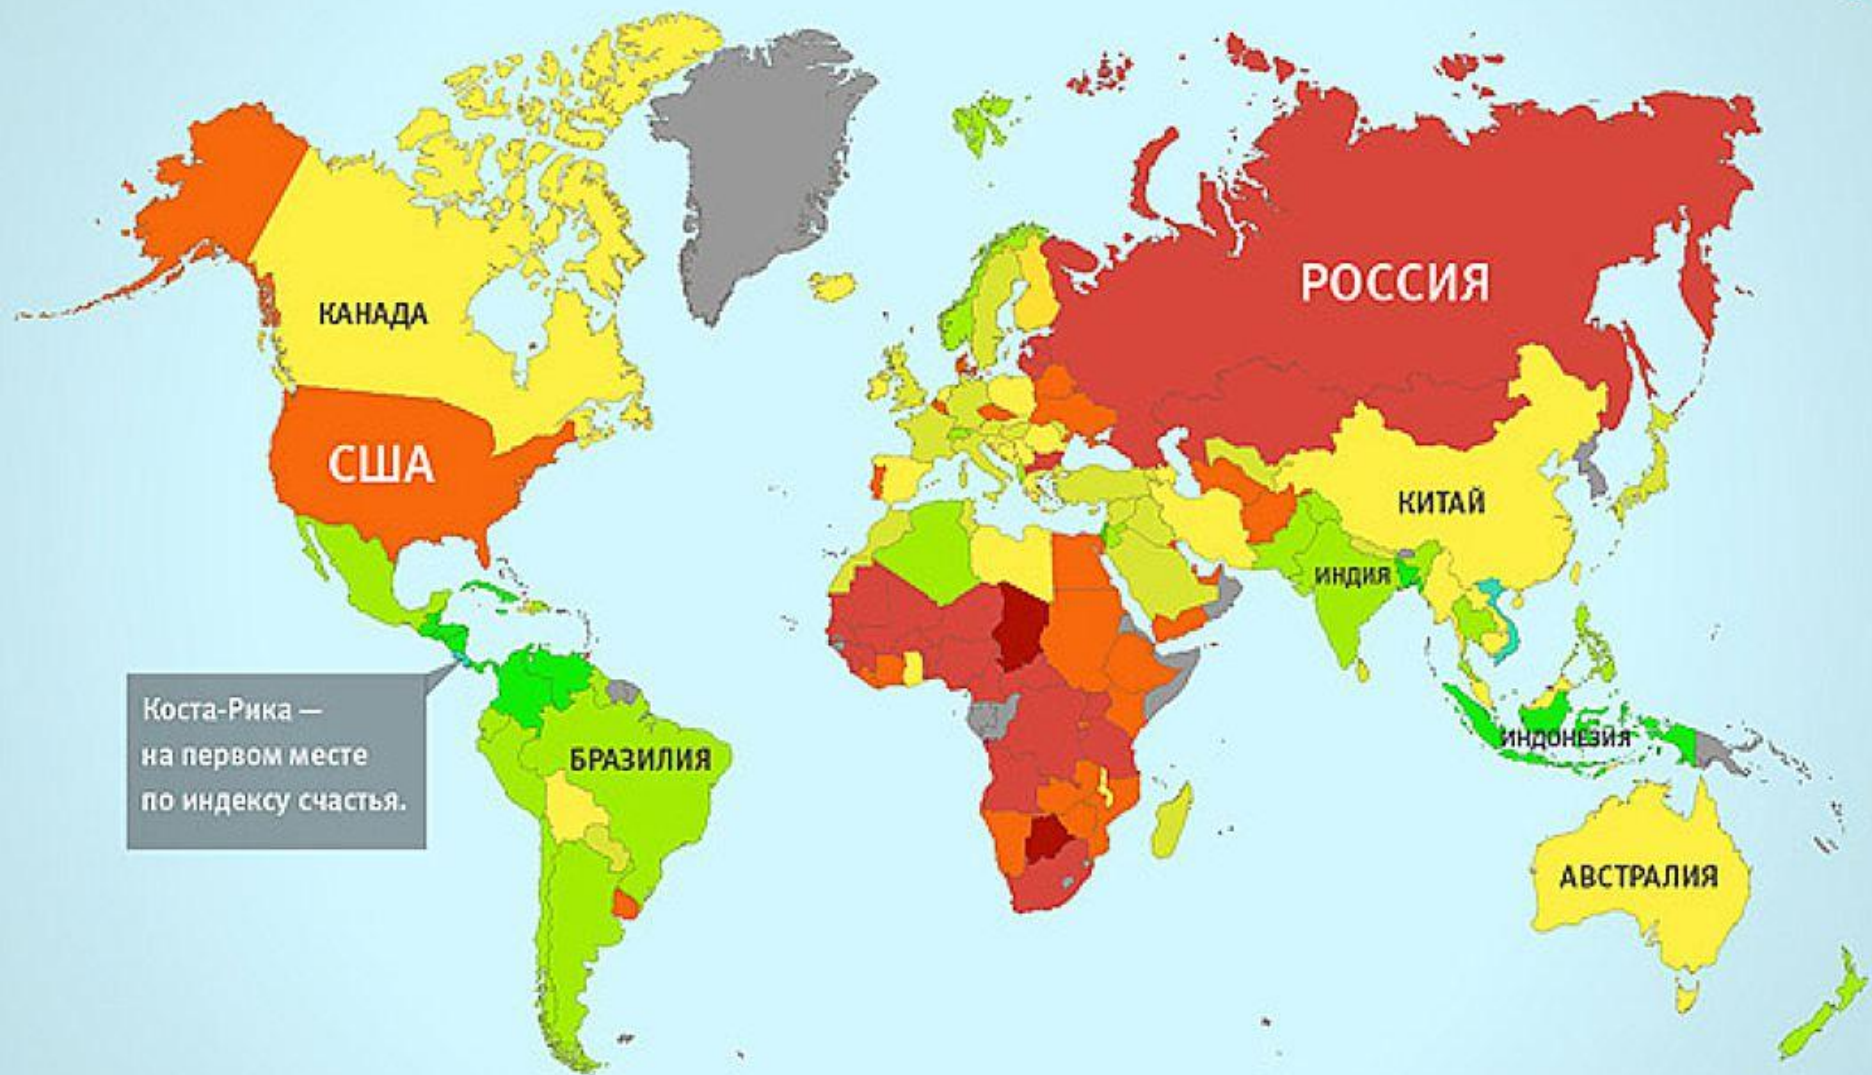 РОССИЯ
КАНАДА
США
КИТАЙ
ИНДИЯ
Коста-Рика —
на первом месте
по индексу счастья.
БРАЗИЛИЯ
ИНДОНЕЗИЯ
АВСТРАЛИЯ